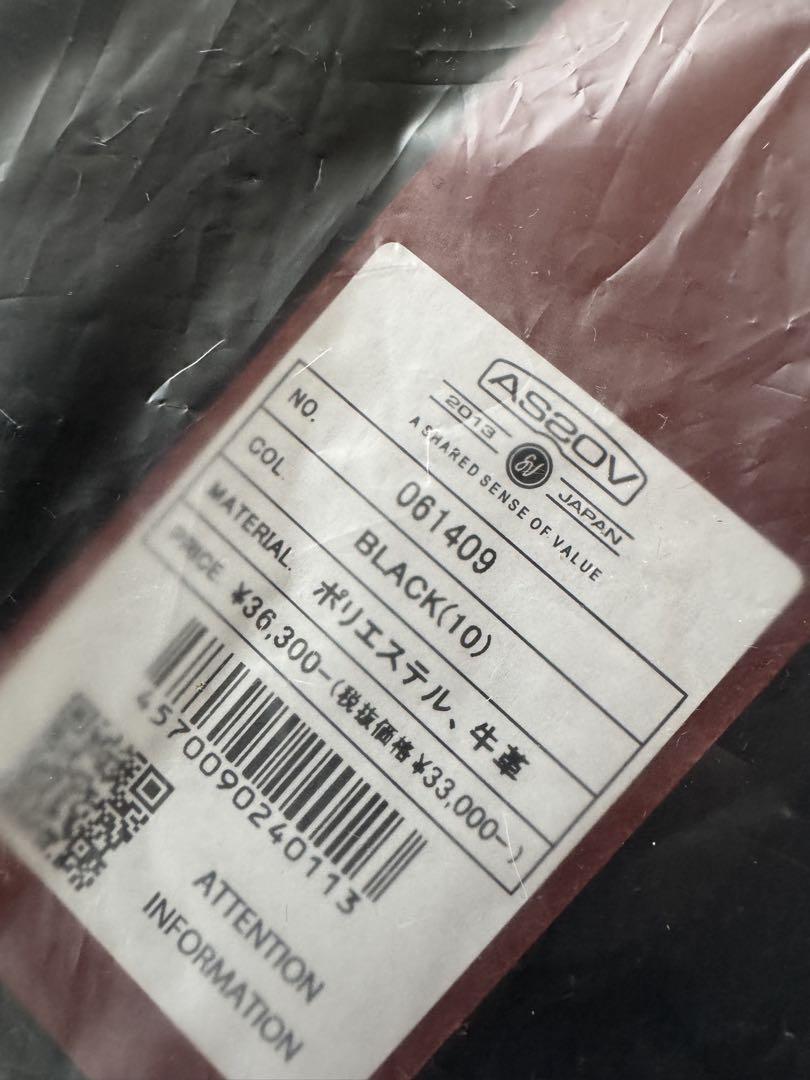 AS2OV
2013 JAPAN
A SHARED SENSE OF VALUE
NO. 061409
COL. BLACK(10)
MATERIAL. ポリエステル、牛革
PRICE ¥36,300-(税抜価格¥33,000-)
4570090240113
ATTENTION
INFORMATION